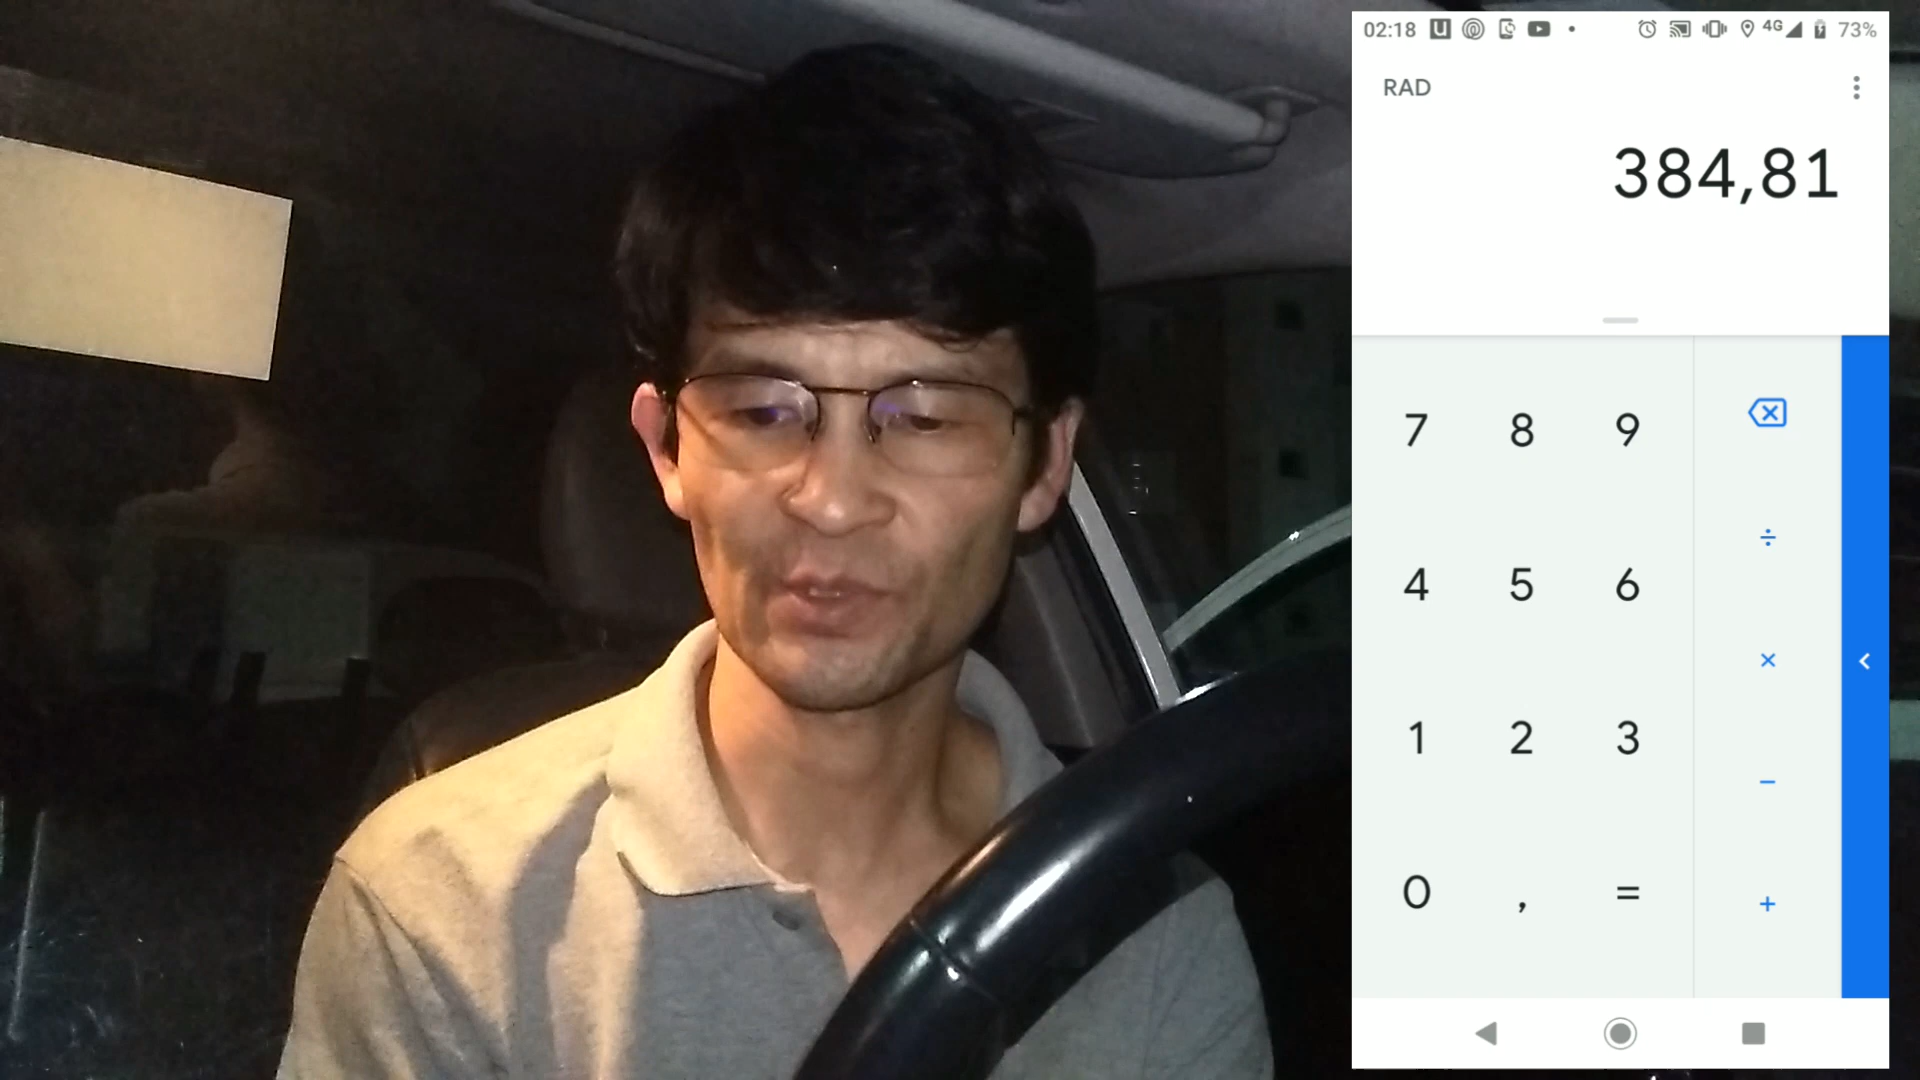 02:18 4G 73%
RAD
384,81
7 8 9
÷
4 5 6
×
1 2 3
−
0 , =
+